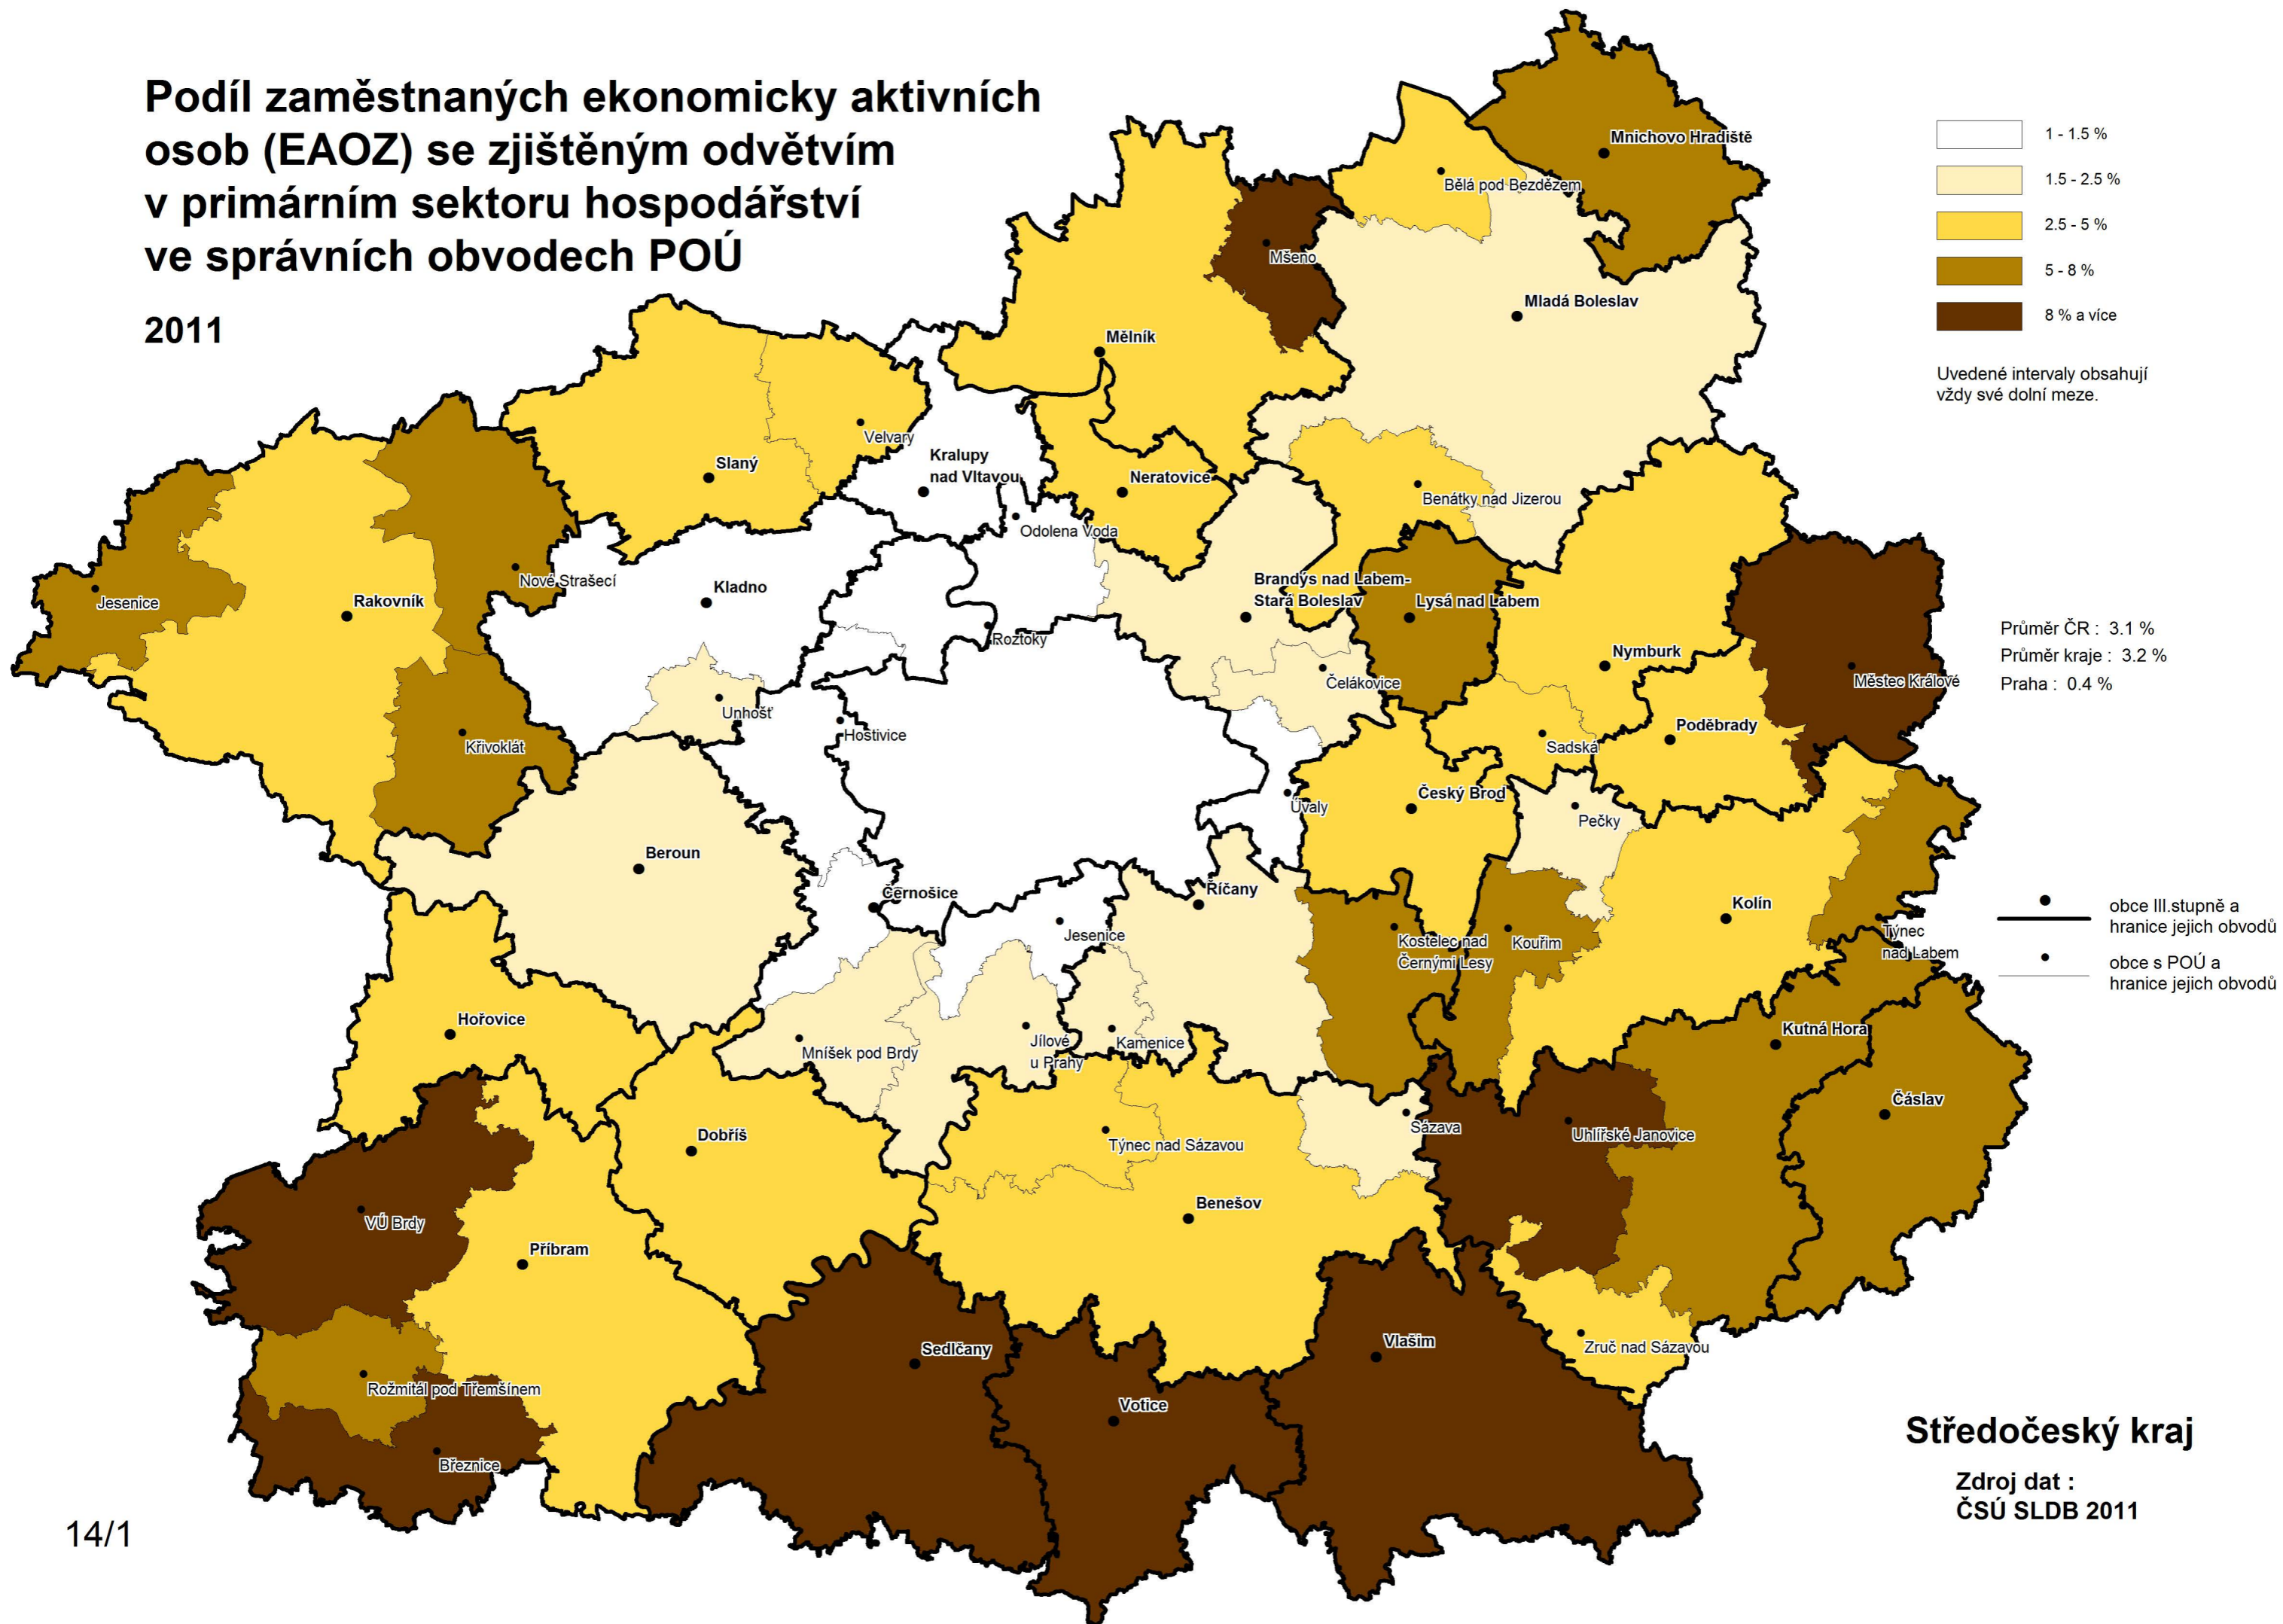 Podíl zaměstnaných ekonomicky aktivních
osob (EAOZ) se zjištěným odvětvím
v primárním sektoru hospodářství
ve správních obvodech POÚ
2011
1 - 1.5 %
1.5 - 2.5 %
2.5 - 5 %
5 - 8 %
8 % a více
Uvedené intervaly obsahují
vždy své dolní meze.
Mnichovo Hradiště
Bělá pod Bezdězem
Mšeno
Mladá Boleslav
Mělník
Velvary
Slaný
Kralupy
nad Vltavou
Neratovice
Benátky nad Jizerou
Odolena Voda
Nové Strašecí
Kladno
Brandýs nad Labem-
Stará Boleslav
Lysá nad Labem
Jesenice
Rakovník
Roztoky
Nymburk
Čelákovice
Městec Králové
Průměr ČR : 3.1 %
Průměr kraje : 3.2 %
Praha : 0.4 %
Unhošť
Hostivice
Křivoklát
Sadská
Poděbrady
Úvaly
Český Brod
Pečky
Beroun
Černošice
Říčany
Kolín
Jesenice
Kostelec nad
Černými Lesy
Kouřim
Týnec
nad Labem
obce III.stupně a
hranice jejich obvodů
obce s POÚ a
hranice jejich obvodů
Hořovice
Mníšek pod Brdy
Jílové
u Prahy
Kamenice
Kutná Hora
Čáslav
Dobříš
Týnec nad Sázavou
Sázava
Uhlířské Janovice
VÚ Brdy
Benešov
Příbram
Sedlčany
Vlašim
Zruč nad Sázavou
Rožmitál pod Třemšínem
Votice
Březnice
Středočeský kraj
Zdroj dat :
ČSÚ SLDB 2011
14/1